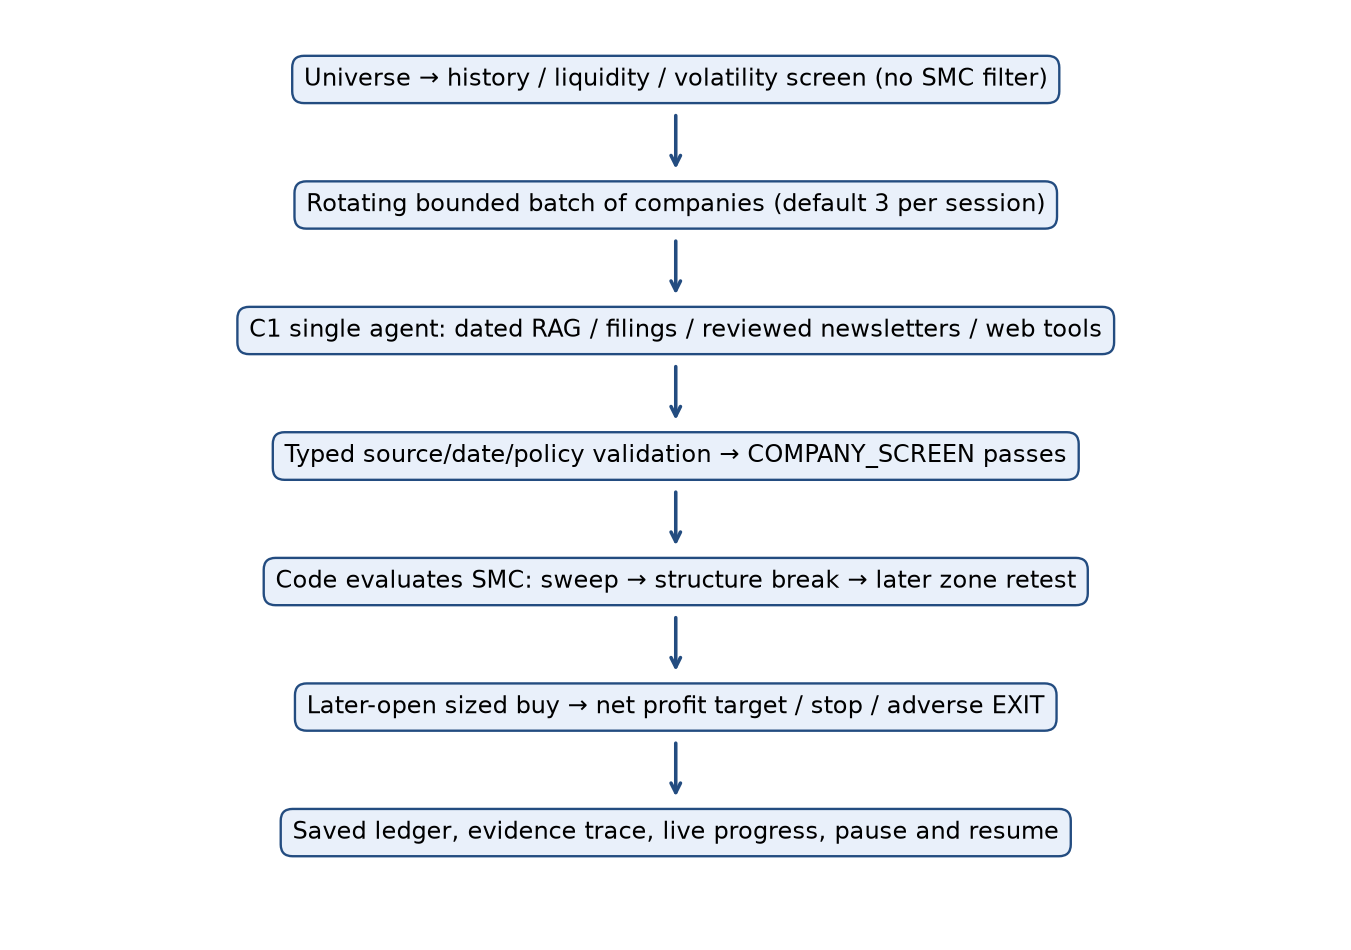 Universe → history / liquidity / volatility screen (no SMC filter)
Rotating bounded batch of companies (default 3 per session)
C1 single agent: dated RAG / filings / reviewed newsletters / web tools
Typed source/date/policy validation → COMPANY_SCREEN passes
Code evaluates SMC: sweep → structure break → later zone retest
Later-open sized buy → net profit target / stop / adverse EXIT
Saved ledger, evidence trace, live progress, pause and resume